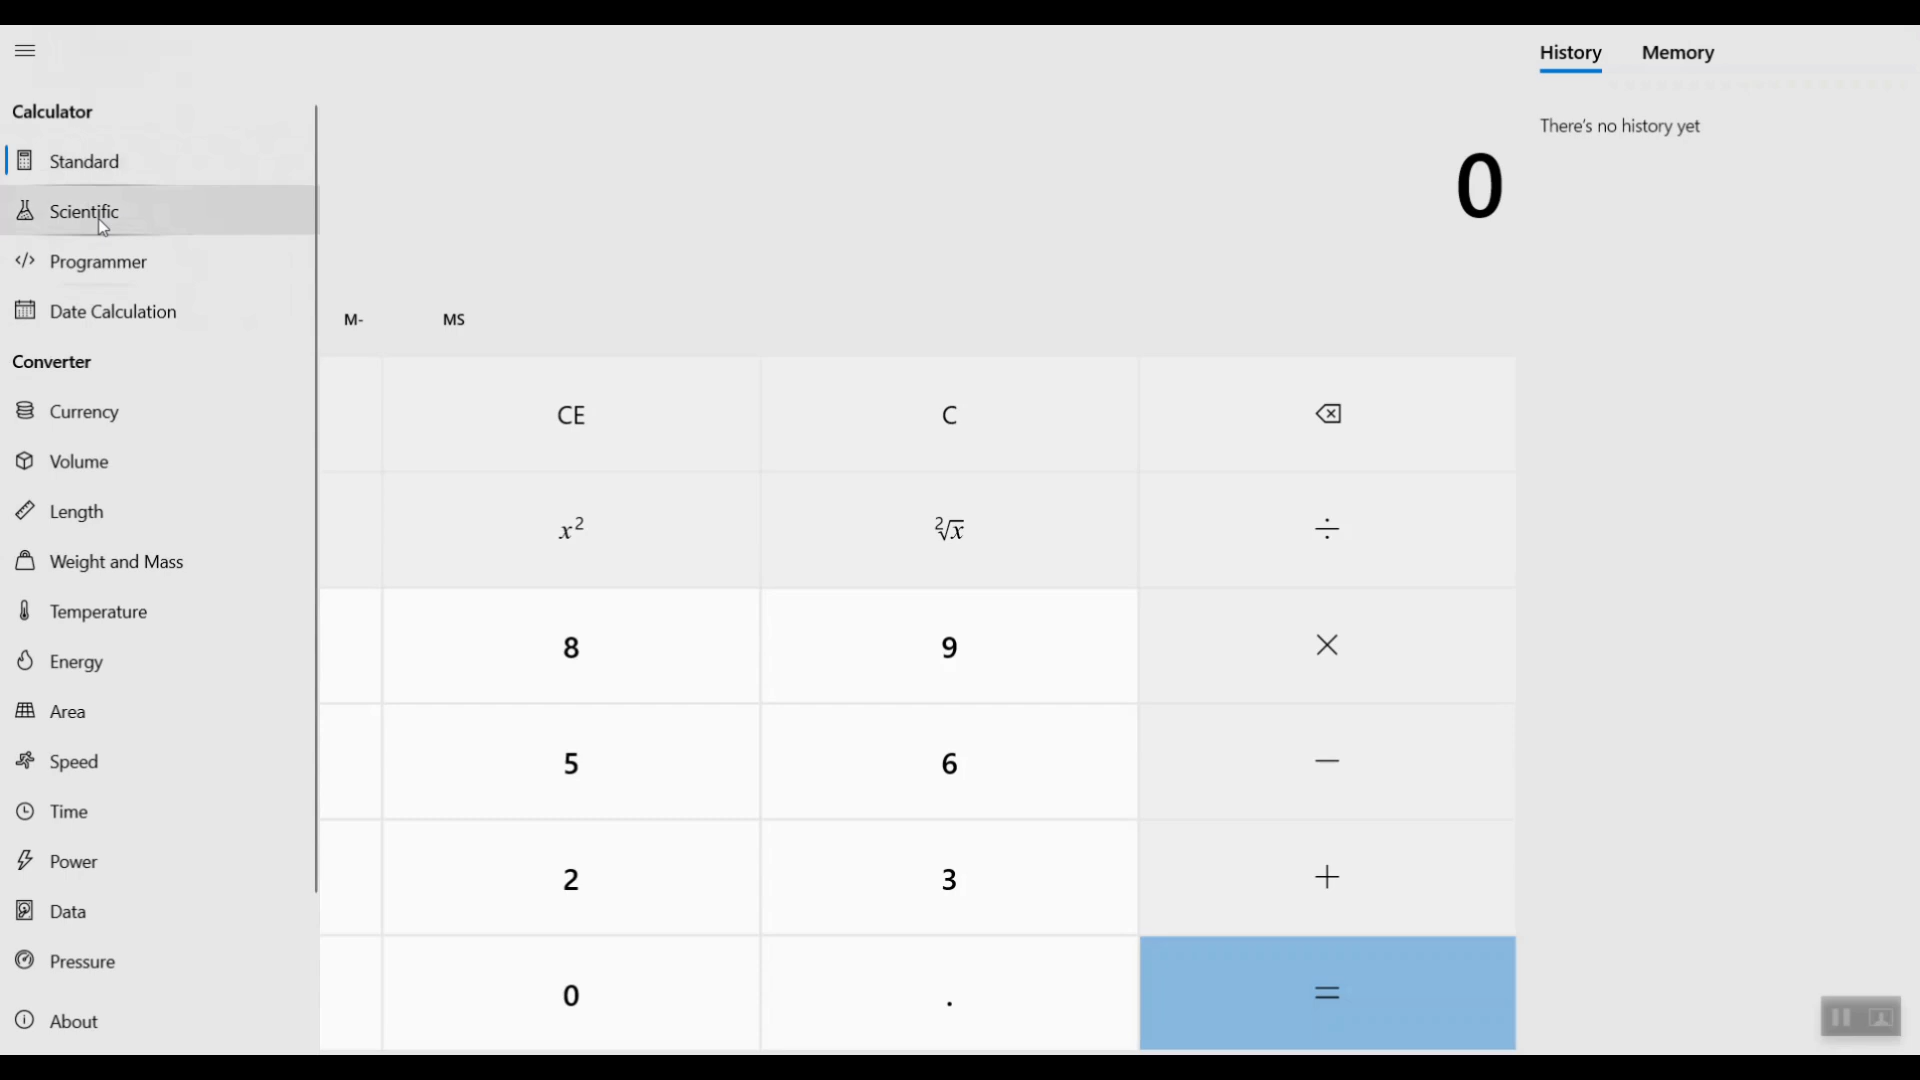 History Memory
Calculator
There's no history yet
Standard
0
Scientific
Programmer
Date Calculation
M- MS
Converter
Currency
CE C
Volume
Length
x² ²√x ÷
Weight and Mass
Temperature
8 9 ×
Energy
Area
Speed
5 6 −
Time
Power
2 3 +
Data
Pressure
0 . =
About